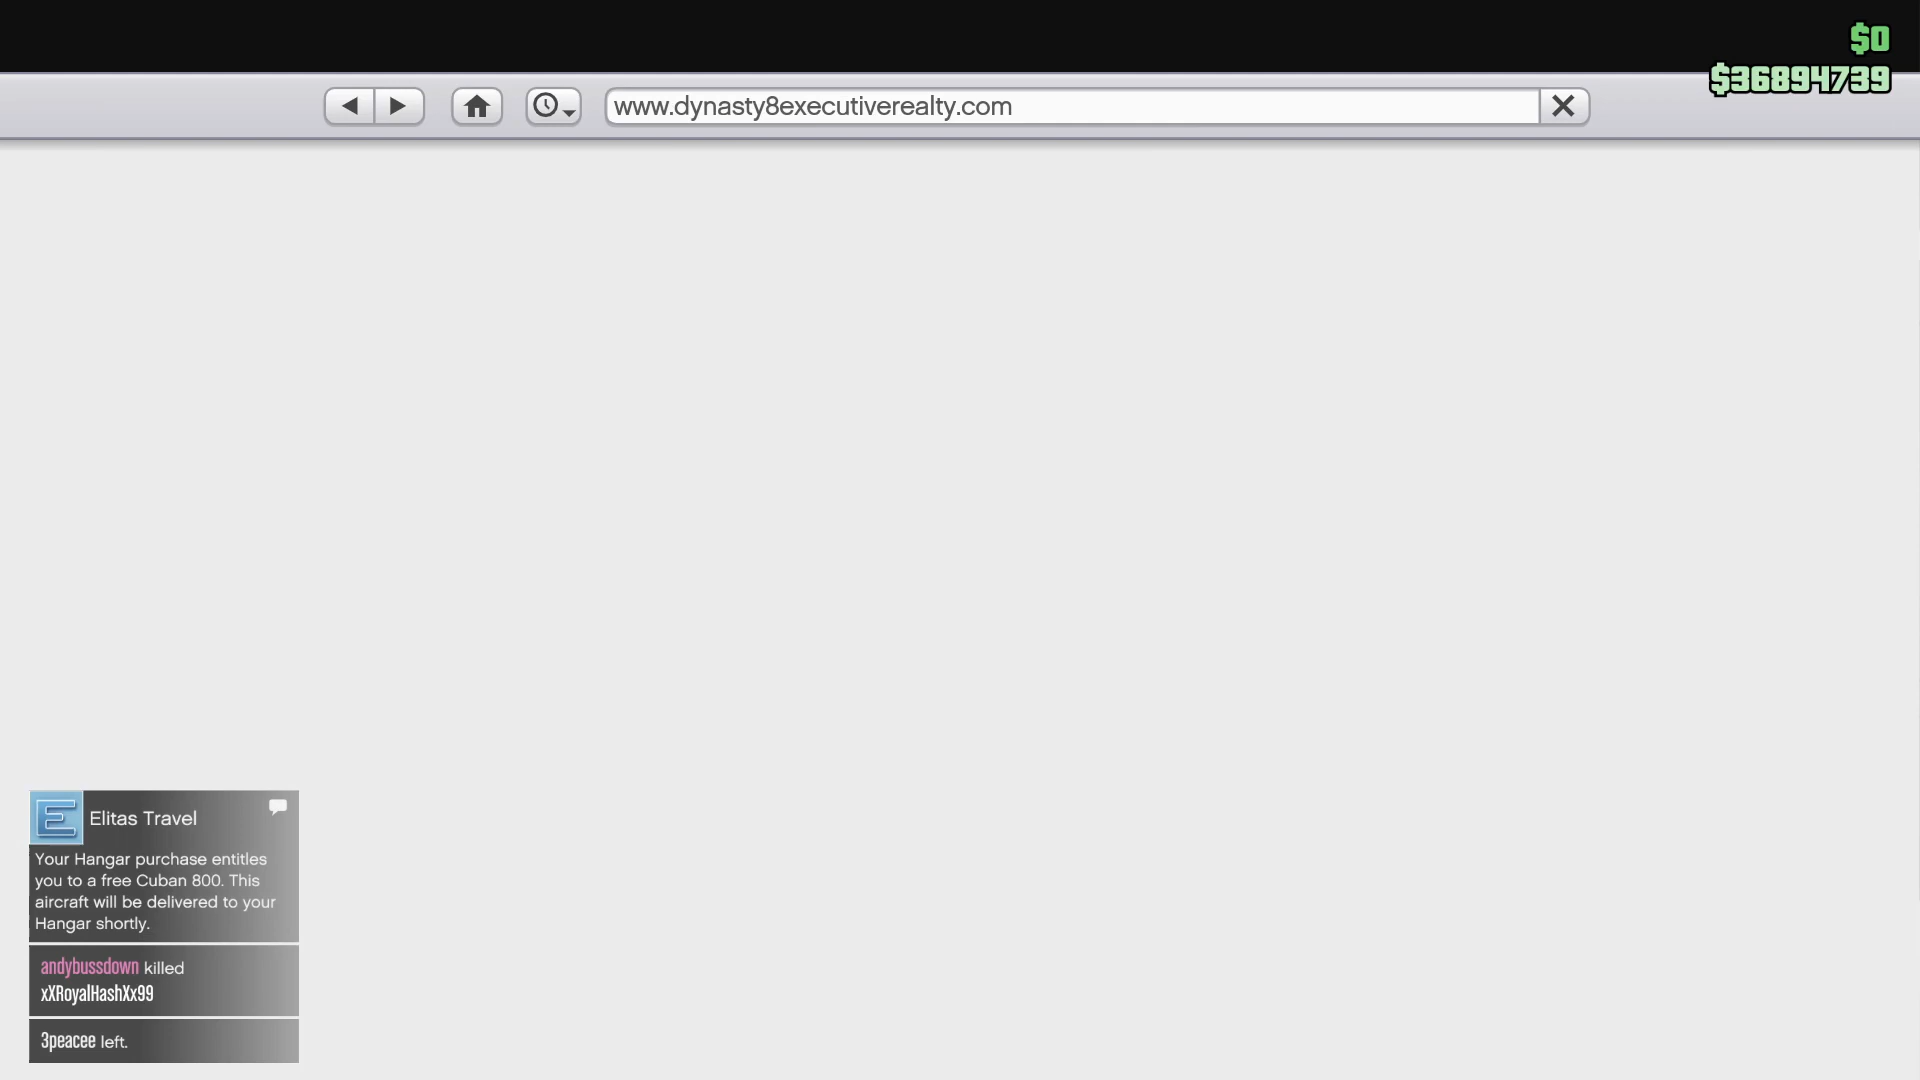 $0
$36894739
www.dynasty8executiverealty.com
E
Elitas Travel
Your Hangar purchase entitles
you to a free Cuban 800. This
aircraft will be delivered to your
Hangar shortly.
andybussdown killed
xXRoyalHashXx99
3peacee left.